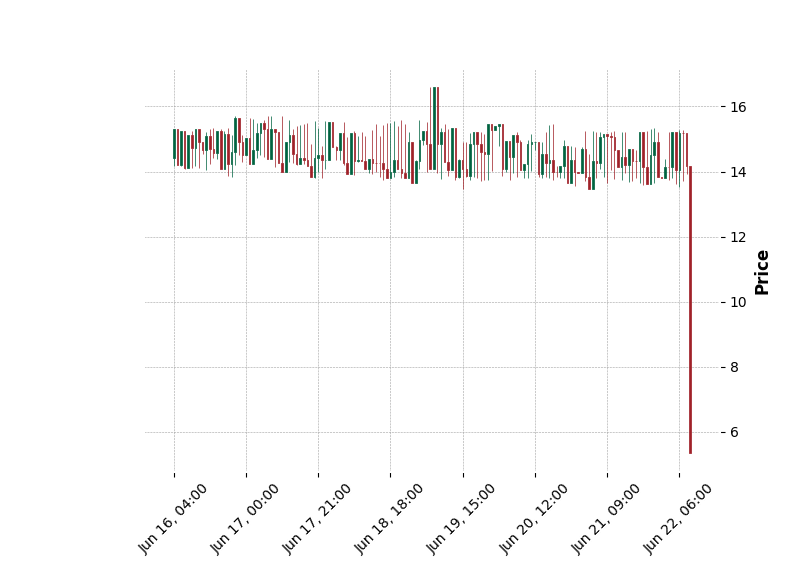 16
14
12
10
8
6
Price
Jun 16, 04:00
Jun 17, 00:00
Jun 17, 21:00
Jun 18, 18:00
Jun 19, 15:00
Jun 20, 12:00
Jun 21, 09:00
Jun 22, 06:00